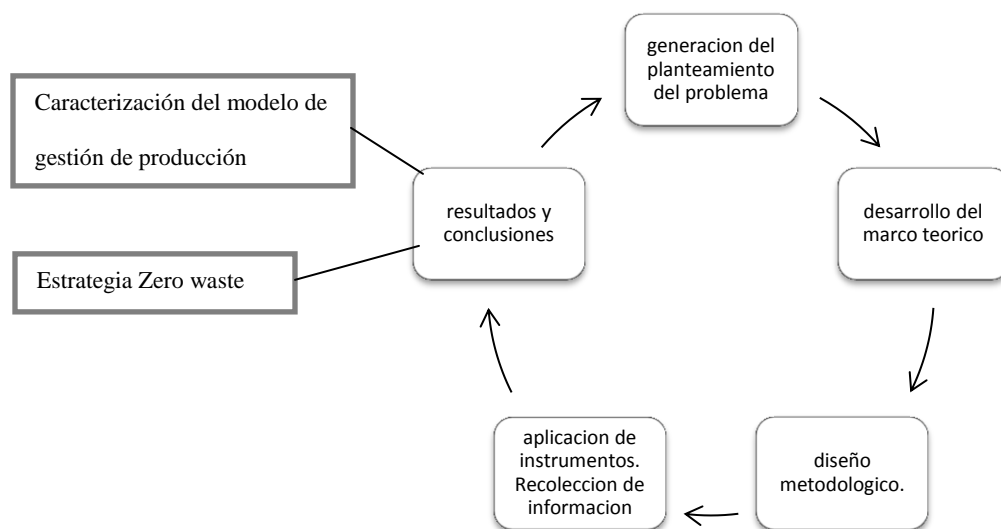 generacion del
planteamiento
del problema
Caracterización del modelo de
gestión de producción
resultados y
conclusiones
desarrollo del
marco teorico
Estrategia Zero waste
aplicacion de
instrumentos.
Recoleccion de
informacion
diseño
metodologico.